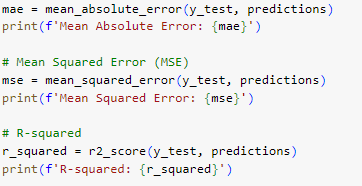 mae = mean_absolute_error(y_test, predictions)
print(f'Mean Absolute Error: {mae}')
# Mean Squared Error (MSE)
mse = mean_squared_error(y_test, predictions)
print(f'Mean Squared Error: {mse}')
# R-squared
r_squared = r2_score(y_test, predictions)
print(f'R-squared: {r_squared}')